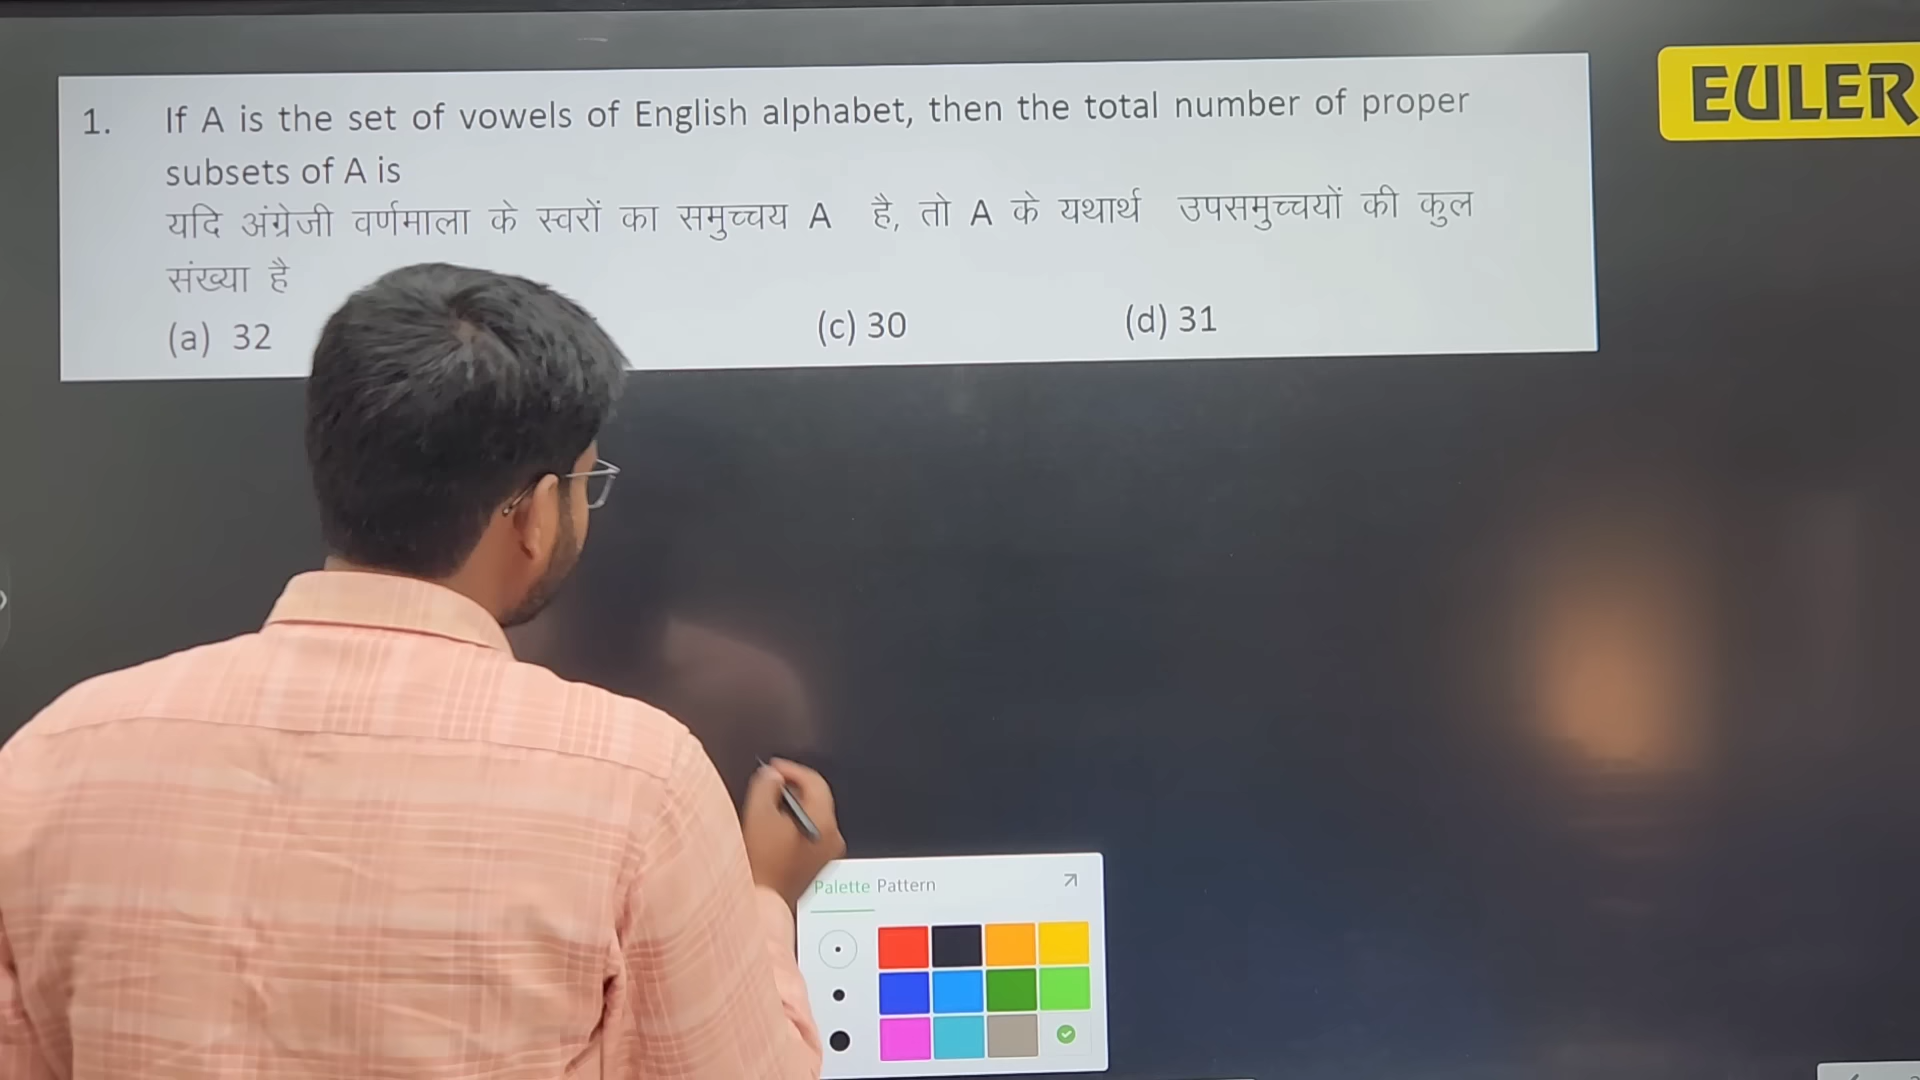 EULER
1. If A is the set of vowels of English alphabet, then the total number of proper
subsets of A is
यदि अंग्रेजी वर्णमाला के स्वरों का समुच्चय A है, तो A के यथार्थ उपसमुच्चयों की कुल
संख्या है
(a) 32 (c) 30 (d) 31
Palette Pattern